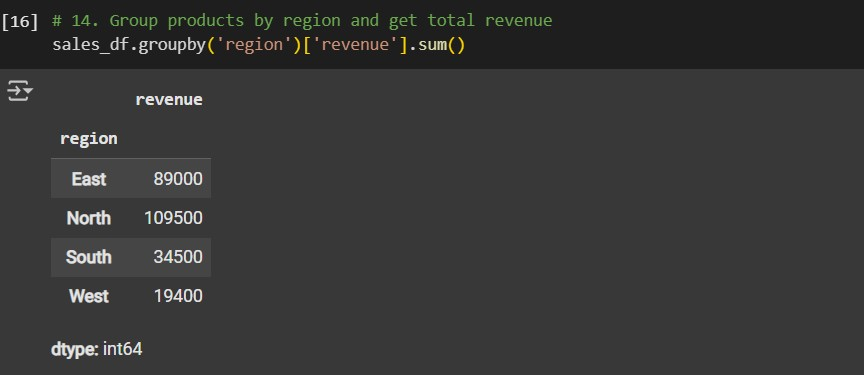 [16] # 14. Group products by region and get total revenue
sales_df.groupby('region')['revenue'].sum()
revenue
region
East 89000
North 109500
South 34500
West 19400
dtype: int64